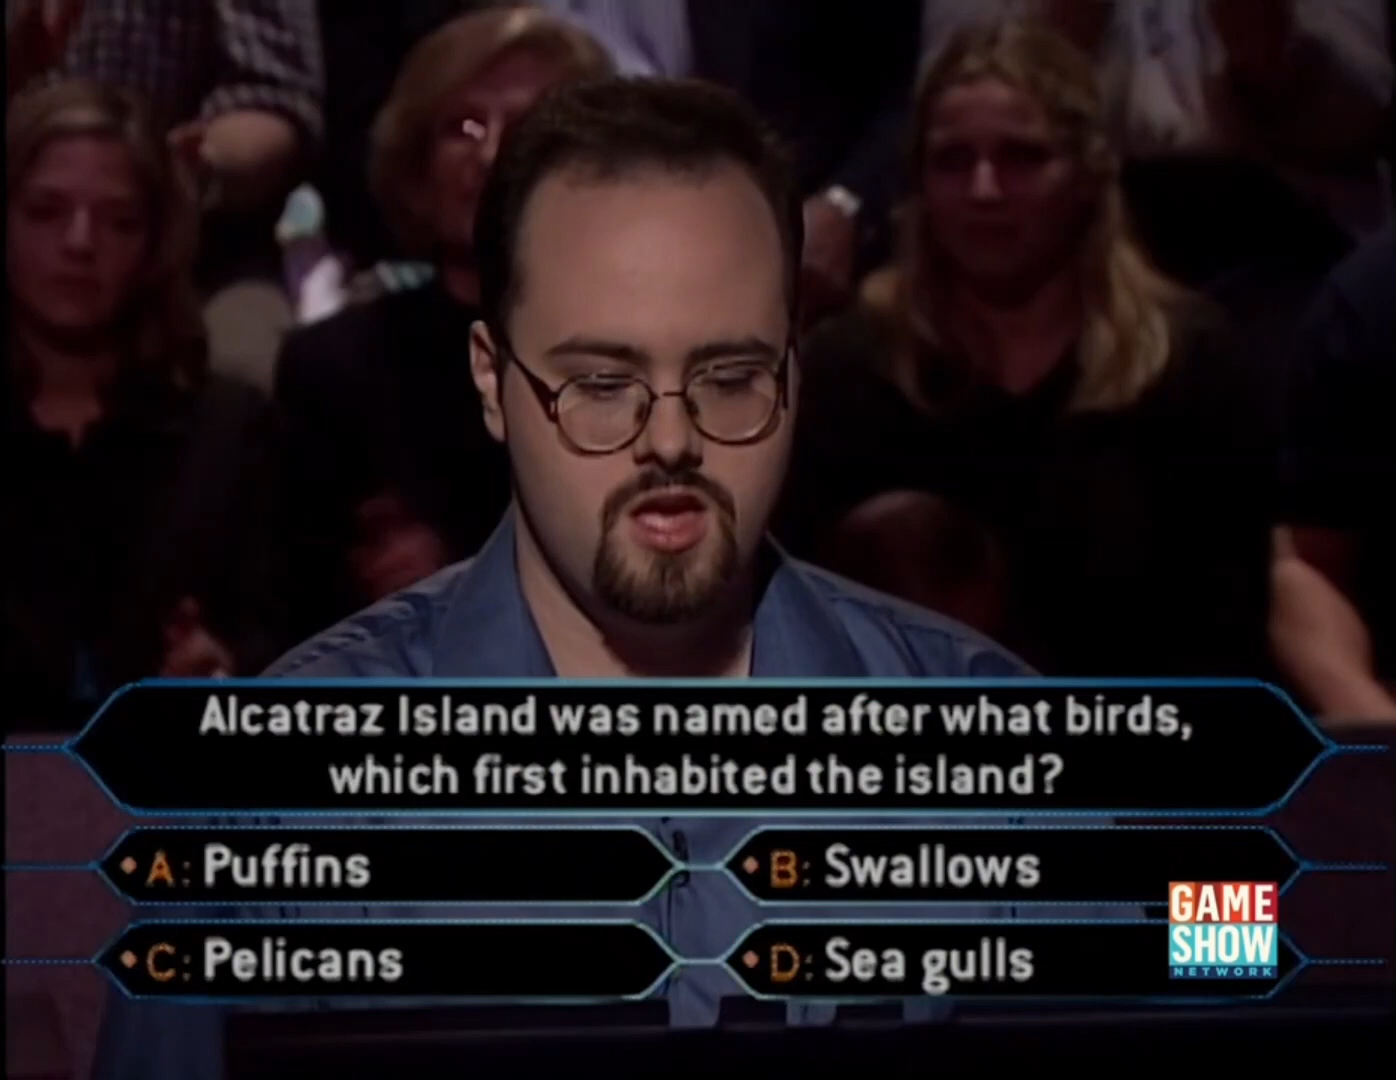 Alcatraz Island was named after what birds,
which first inhabited the island?
A: Puffins
B: Swallows
C: Pelicans
D: Sea gulls
GAME
SHOW
NETWORK